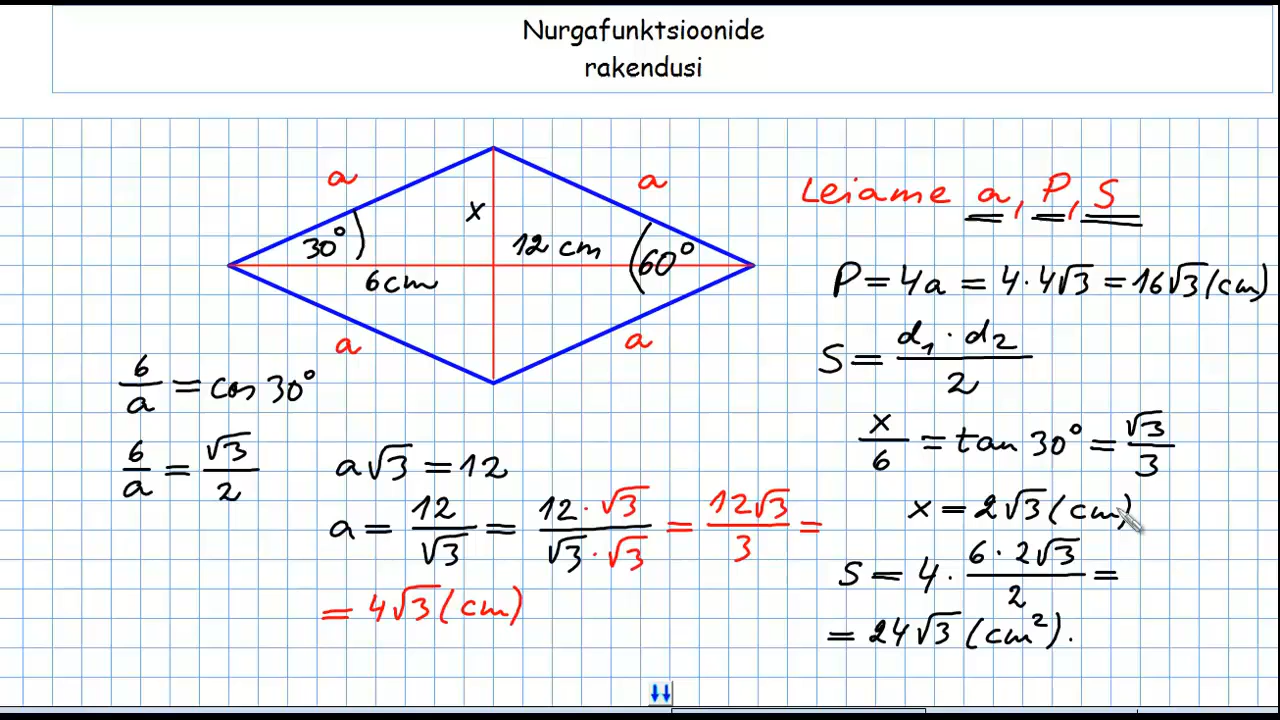 Nurgafunktsioonide
rakendusi
a
a
x
30°
12 cm
60°
6cm
a
a
6/a = cos 30°
6/a = √3/2
a√3 = 12
a = 12/√3 = 12·√3/√3·√3 = 12√3/3 =
= 4√3 (cm)
Leiame a, P, S
P = 4a = 4·4√3 = 16√3 (cm)
S = d₁·d₂/2
x/6 = tan 30° = √3/3
x = 2√3 (cm)
S = 4· 6·2√3/2 =
= 24√3 (cm²).